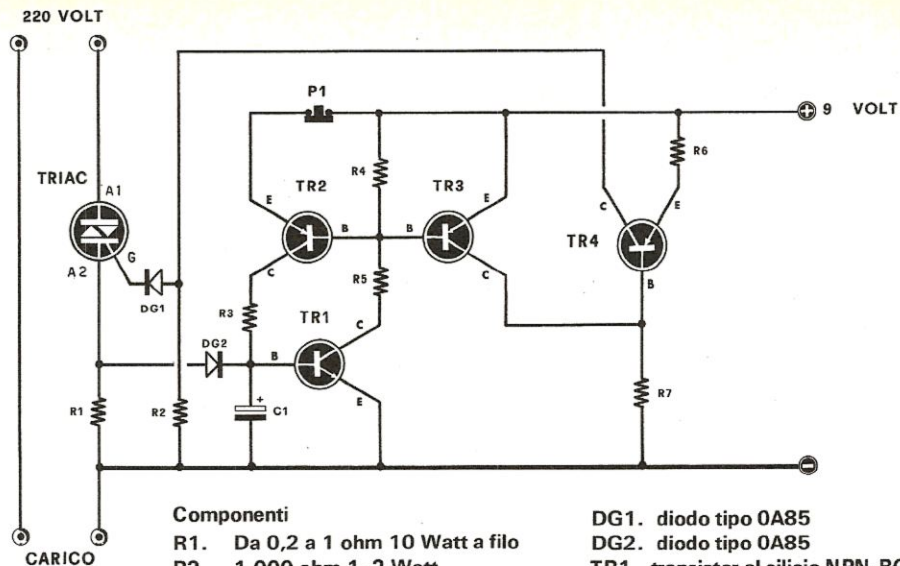 220 VOLT
P1
9 VOLT
R4
R6
TRIAC
A1
TR2
TR3
E
E
C
E
B
B
TR4
A2
G
C
C
R5
B
DG1
R3
TR1
DG2
C
B
R1
R2
+
C1
E
R7
CARICO
Componenti
R1. Da 0,2 a 1 ohm 10 Watt a filo
DG1. diodo tipo 0A85
DG2. diodo tipo 0A85